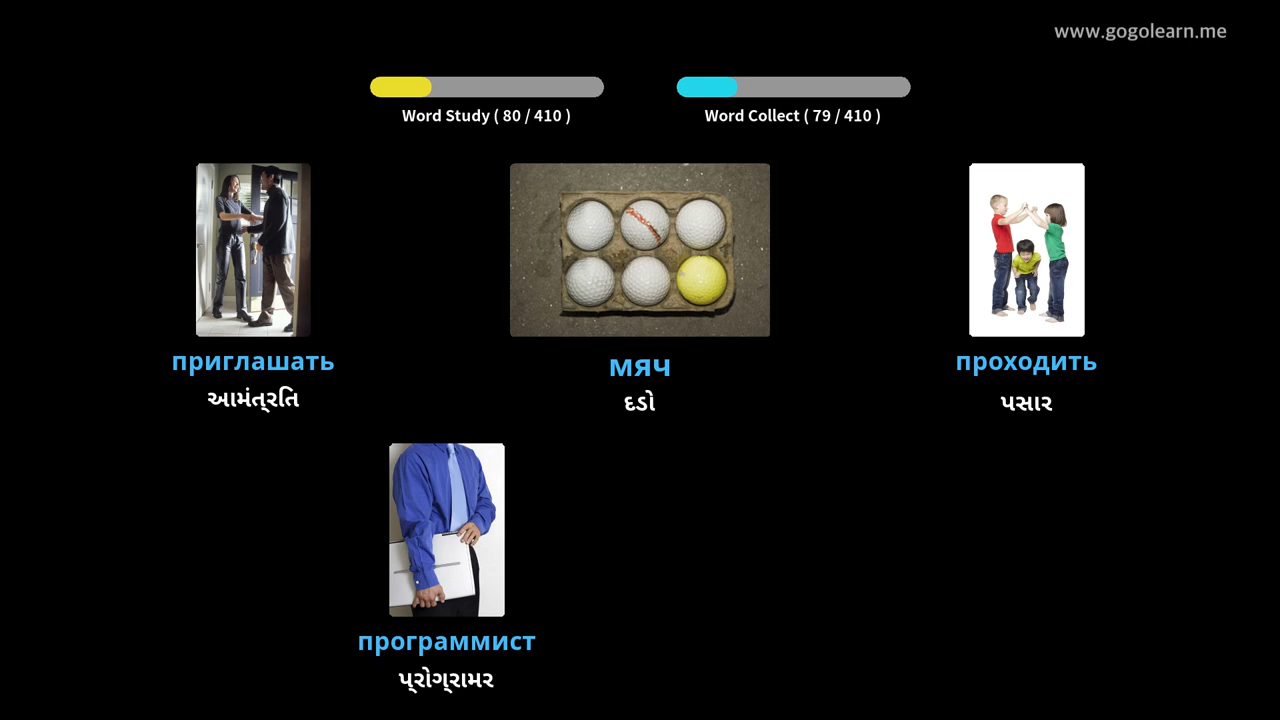 www.gogolearn.me
Word Study ( 80 / 410 )
Word Collect ( 79 / 410 )
приглашать
આમંત્રતિ
мяч
દડો
проходить
પસાર
программист
પ્રોગ્રામર